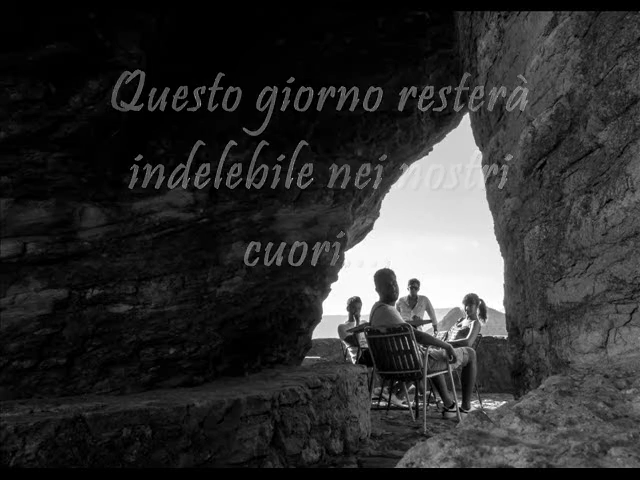 Questo giorno resterà
indelebile nei nostri
cuori...